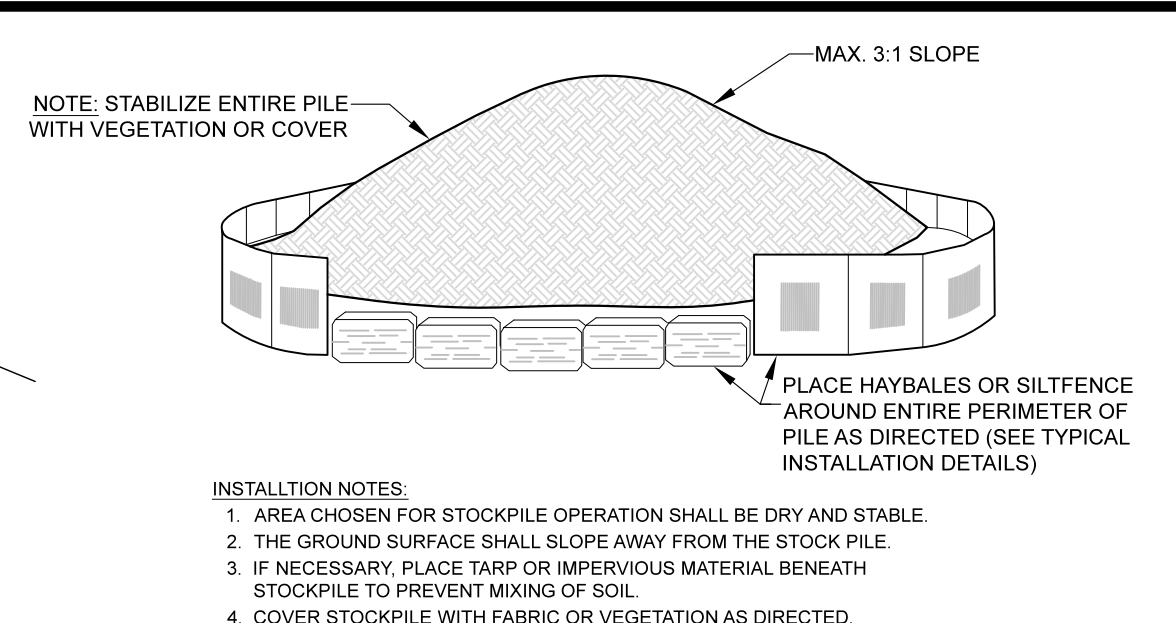 MAX. 3:1 SLOPE
NOTE: STABILIZE ENTIRE PILE
WITH VEGETATION OR COVER
PLACE HAYBALES OR SILTFENCE
AROUND ENTIRE PERIMETER OF
PILE AS DIRECTED (SEE TYPICAL
INSTALLATION DETAILS)
INSTALLTION NOTES:
1. AREA CHOSEN FOR STOCKPILE OPERATION SHALL BE DRY AND STABLE.
2. THE GROUND SURFACE SHALL SLOPE AWAY FROM THE STOCK PILE.
3. IF NECESSARY, PLACE TARP OR IMPERVIOUS MATERIAL BENEATH
STOCKPILE TO PREVENT MIXING OF SOIL.
4. COVER STOCKPILE WITH FABRIC OR VEGETATION AS DIRECTED.